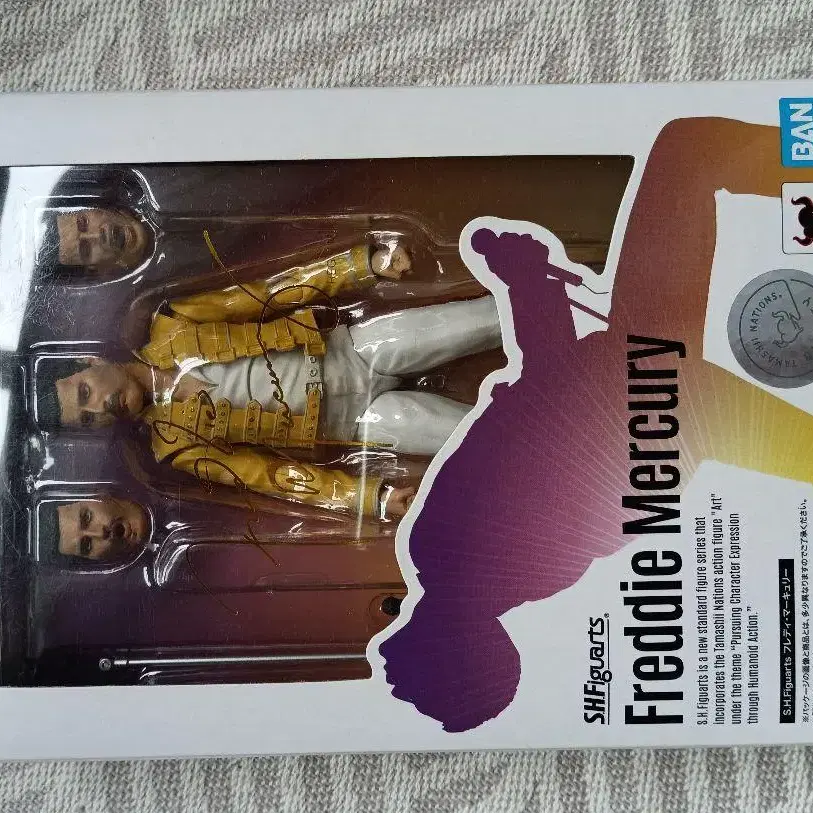 BAN
TAMASHII NATIONS.
S.H.Figuarts®
Freddie Mercury
S.H.Figuarts is a new standard figure series that
incorporates the Tamashii Nations action figure "Art"
under the theme "Pursuing Character Expression
through Humanoid Action."
S.H.Figuarts フレディ・マーキュリー
※パッケージの画像と商品とは、多少異なりますのでご了承ください。
Freddie Mercury